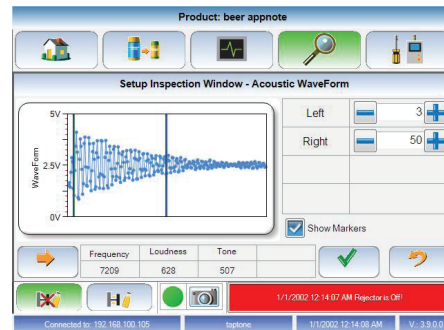 Product: beer appnote
Setup Inspection Window - Acoustic WaveForm
5V
2.5V
0V
WaveForm
Left 3
Right 50
Show Markers
Frequency Loudness Tone
7209 628 507
H
1/1/2002 12:14:07 AM Rejector is Off!
Connected to: 192.168.100.105 taptone 1/1/2002 12:14:08 AM V.: 3.9.0.0